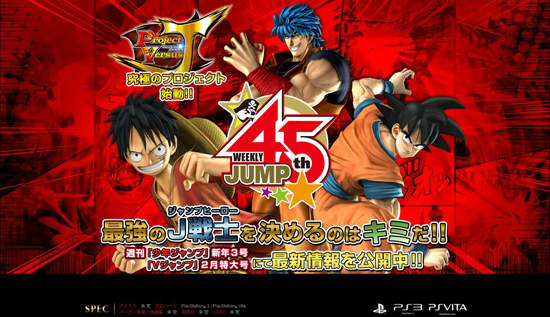 Project Versus J
究極のプロジェクト
始動!!
45th
WEEKLY
JUMP
ジャンプヒーロー
最強のJ戦士を決めるのはキミだ!!
週刊「少年ジャンプ」新年3号
「Vジャンプ」2月特大号 にて最新情報を公開中!!
SPEC
PS3 PSVITA